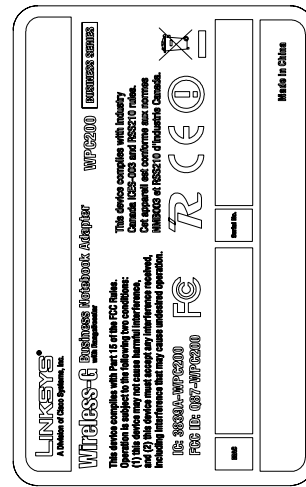 LINKSYS®
A Division of Cisco Systems, Inc.
Wireless-G Business Notebook Adapter
with RangeBooster
WPC200
BUSINESS SERIES
This device complies with Part 15 of the FCC Rules.
Operation is subject to the following two conditions:
(1) this device may not cause harmful interference,
and (2) this device must accept any interference received,
including interference that may cause undesired operation.
This device complies with Industry
Canada ICES-003 and RSS210 rules.
Cet appareil est conforme aux normes
NMB003 et RSS210 d'Industrie Canada.
IC: 3839A-WPC200
FCC ID: Q87-WPC200
FC
CE
MAC
Serial No.
Made in China